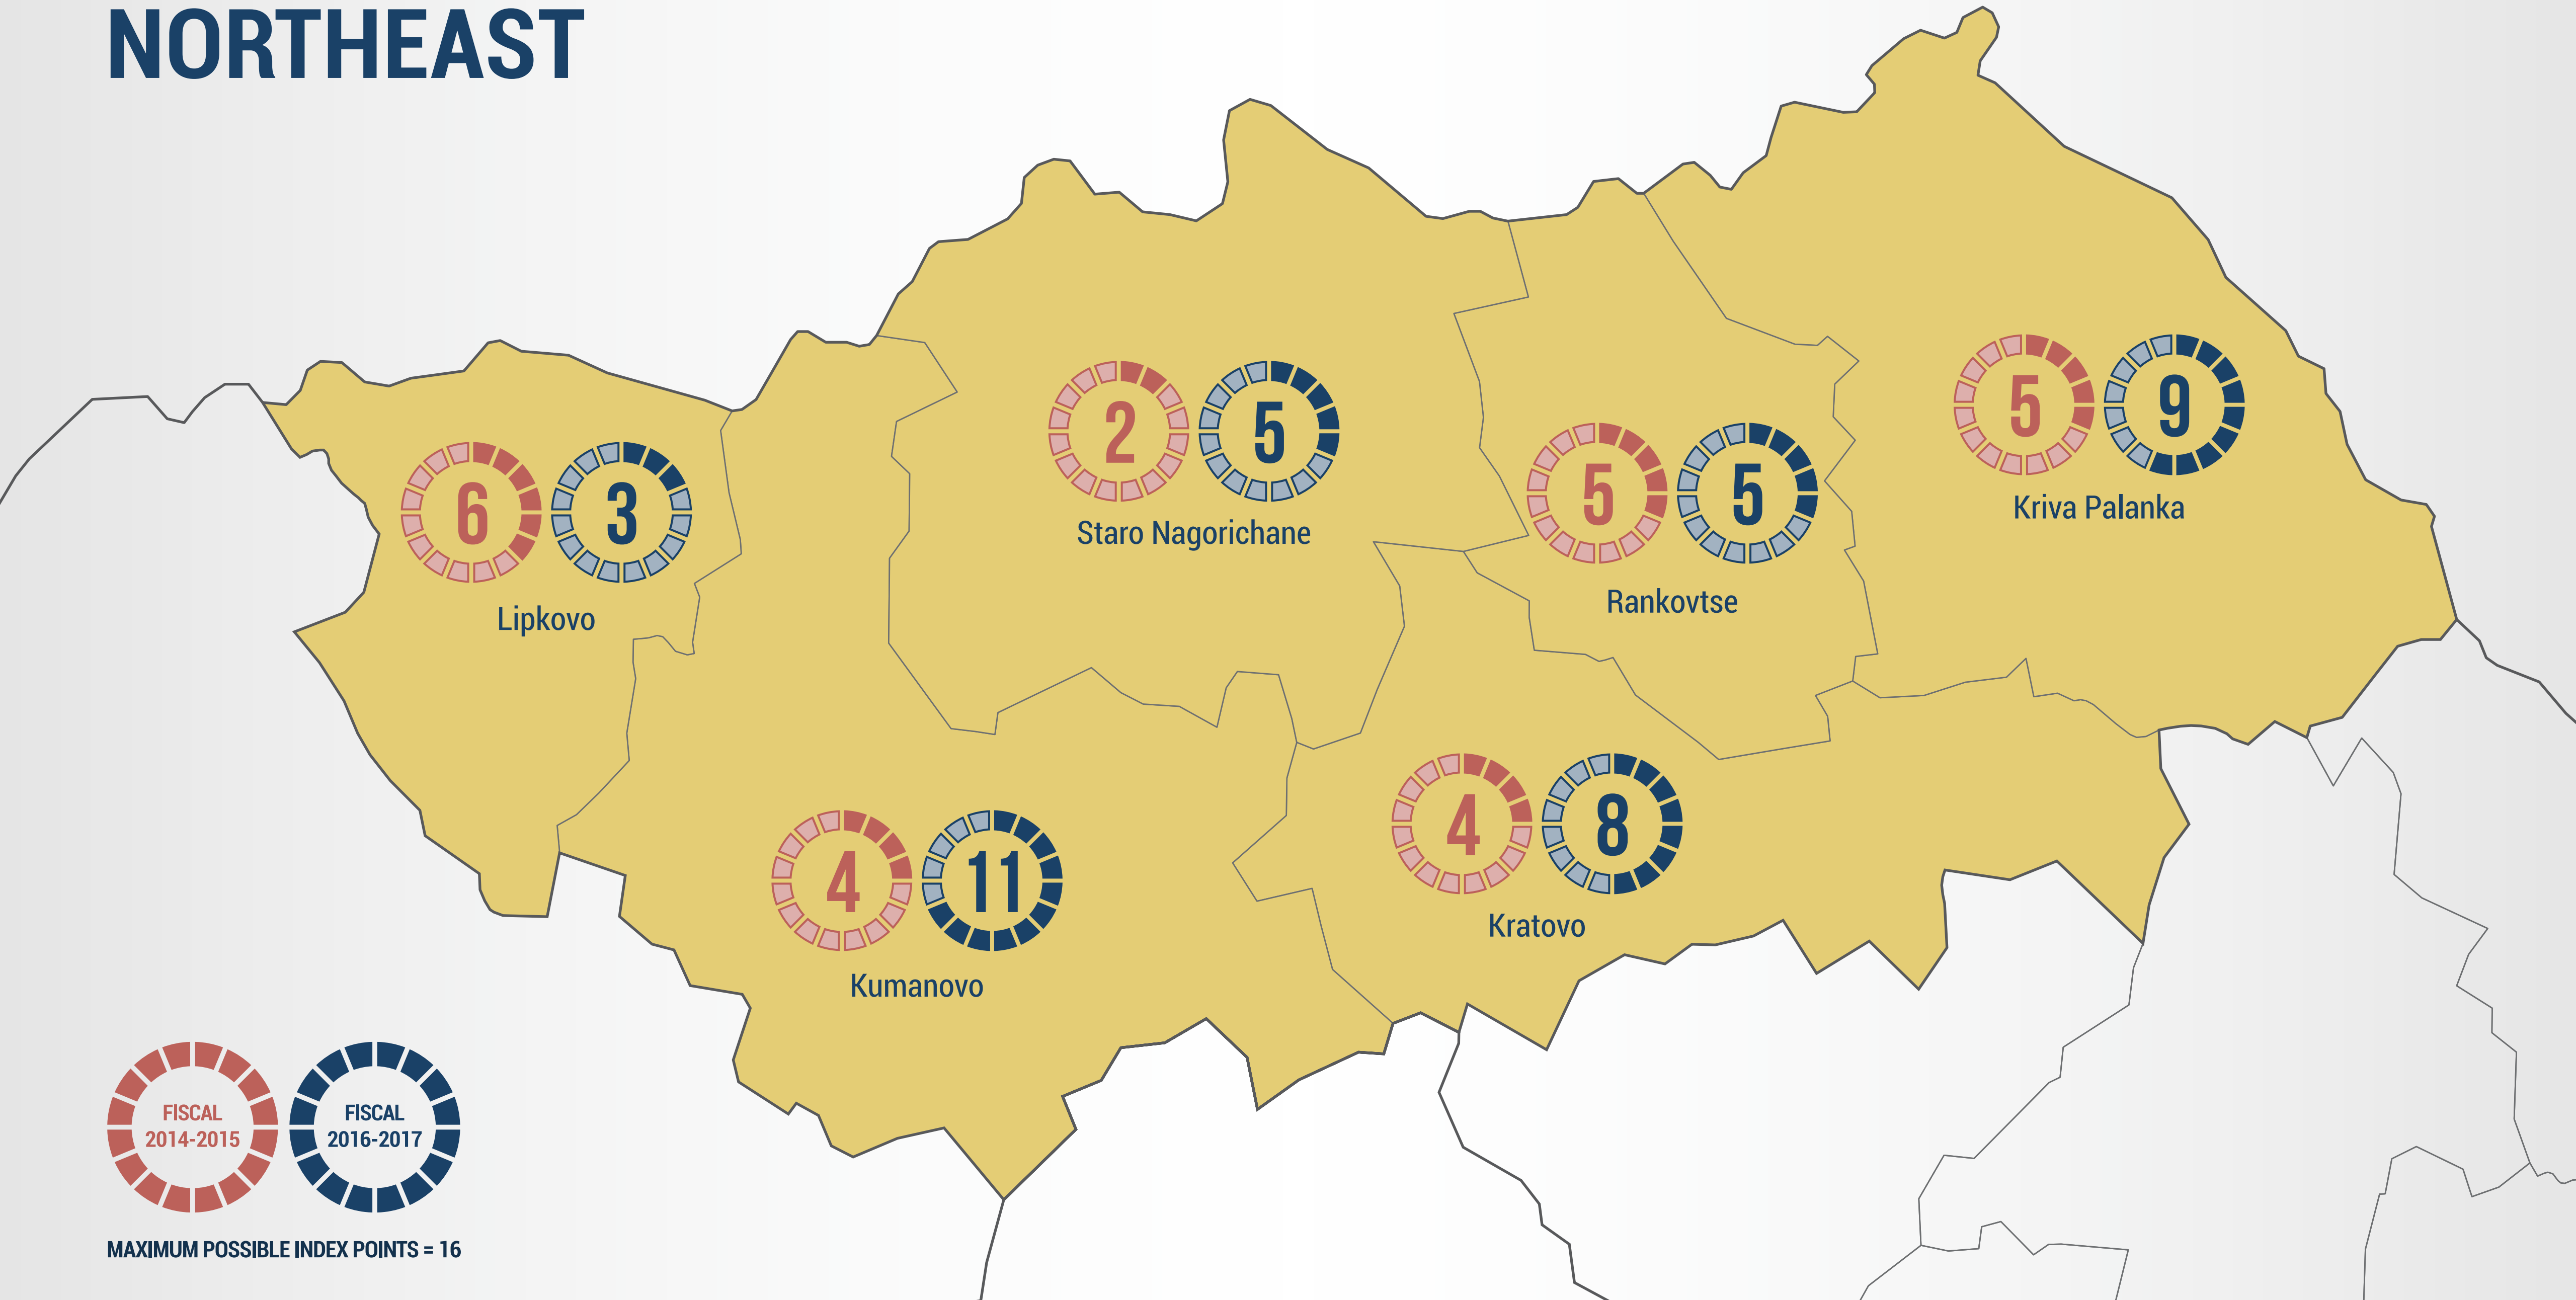 NORTHEAST
2 5
Staro Nagorichane
5 9
Kriva Palanka
6 3
Lipkovo
5 5
Rankovtse
4 11
Kumanovo
4 8
Kratovo
FISCAL
2014-2015
FISCAL
2016-2017
MAXIMUM POSSIBLE INDEX POINTS = 16